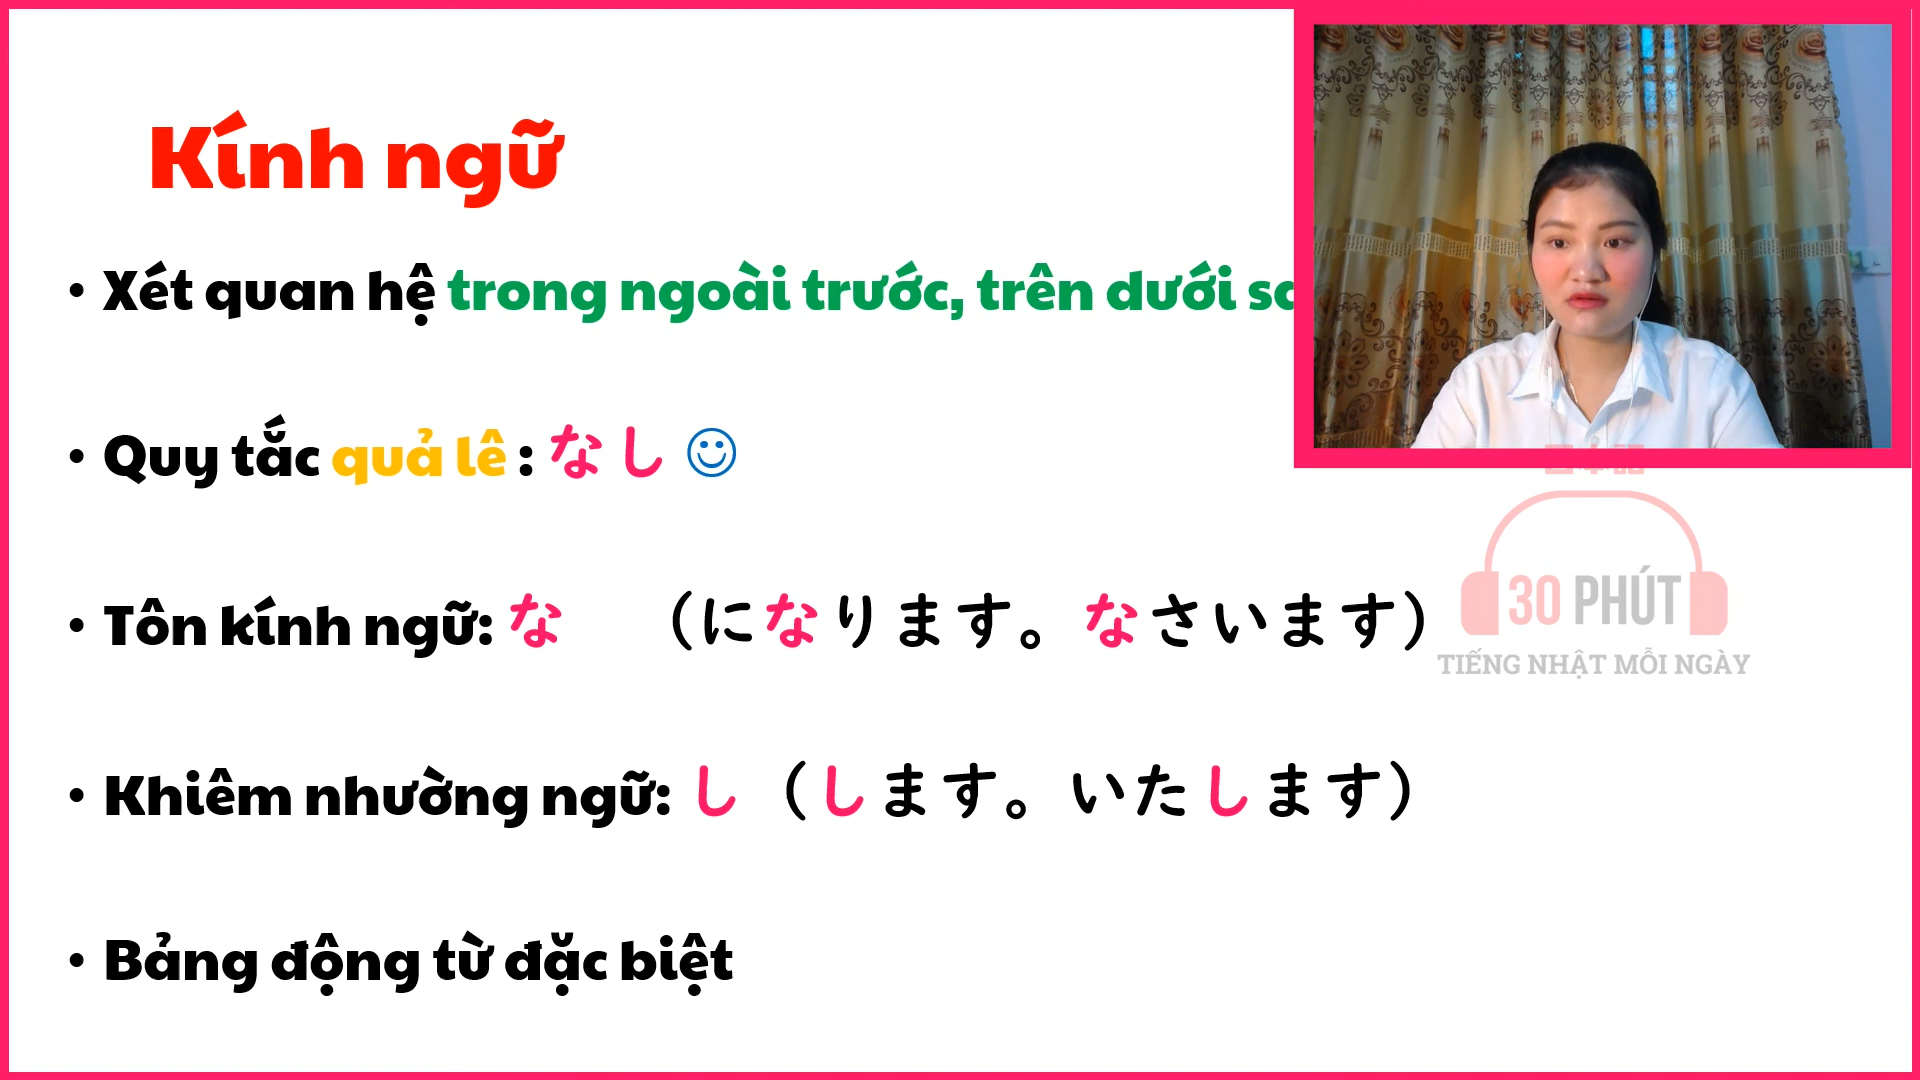 Kính ngữ
• Xét quan hệ trong ngoài trước, trên dưới
• Quy tắc quả lê : なし ☺
• Tôn kính ngữ: な （になります。なさいます）
• Khiêm nhường ngữ: し（します。いたします）
• Bảng động từ đặc biệt
30 PHÚT
TIẾNG NHẬT MỖI NGÀY